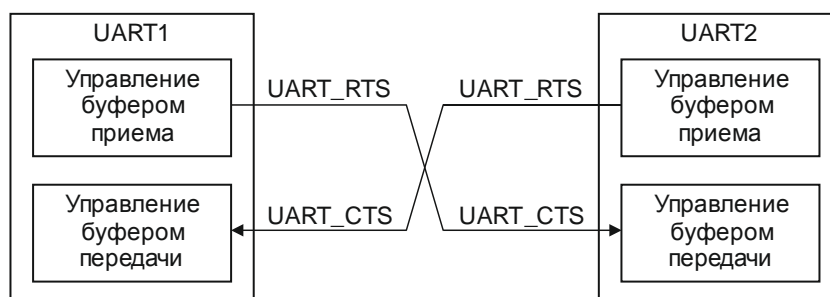 UART1
UART2
Управление
буфером
приема
UART_RTS
UART_RTS
Управление
буфером
приема
Управление
буфером
передачи
UART_CTS
UART_CTS
Управление
буфером
передачи